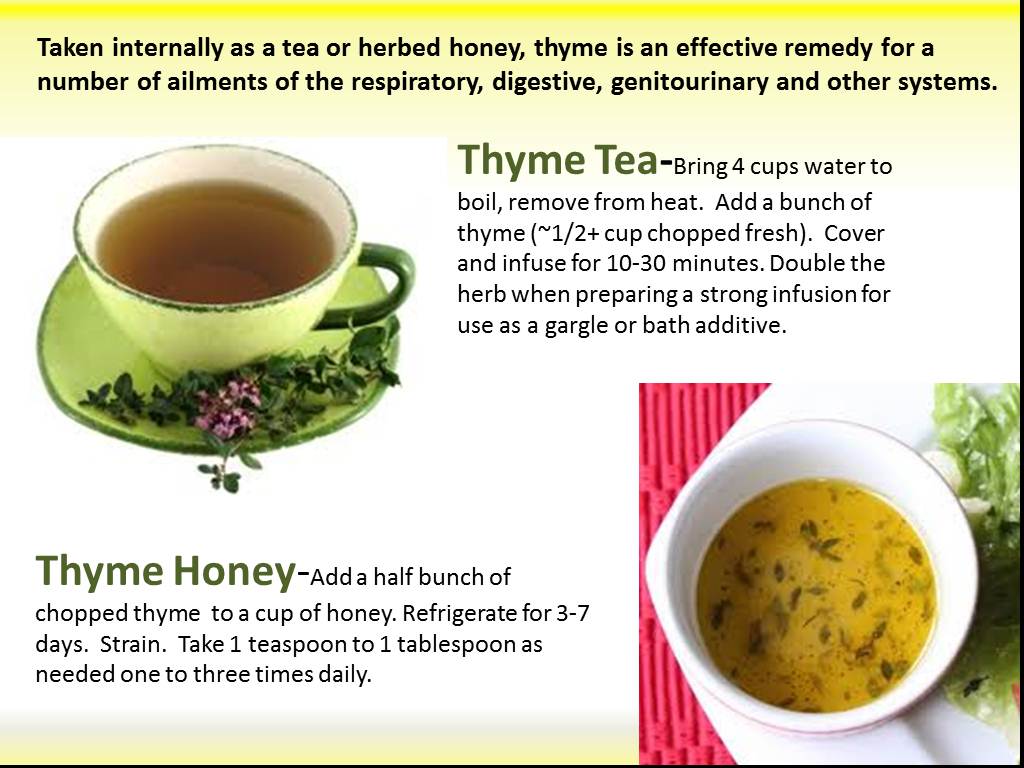 Taken internally as a tea or herbed honey, thyme is an effective remedy for a
number of ailments of the respiratory, digestive, genitourinary and other systems.
Thyme Tea-Bring 4 cups water to
boil, remove from heat.  Add a bunch of
thyme (~1/2+ cup chopped fresh).  Cover
and infuse for 10-30 minutes. Double the
herb when preparing a strong infusion for
use as a gargle or bath additive.
Thyme Honey-Add a half bunch of
chopped thyme  to a cup of honey. Refrigerate for 3-7
days.  Strain.  Take 1 teaspoon to 1 tablespoon as
needed one to three times daily.